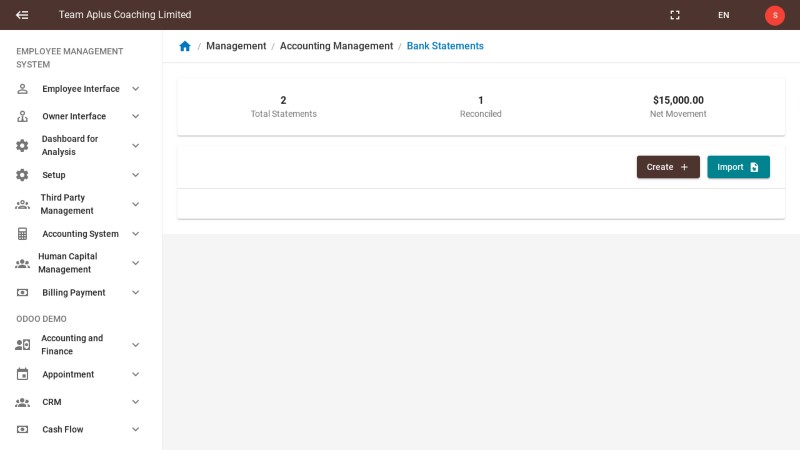 Team Aplus Coaching Limited
EN
S
EMPLOYEE MANAGEMENT
SYSTEM
Employee Interface
Owner Interface
Dashboard for
Analysis
Setup
Third Party
Management
Accounting System
Human Capital
Management
Billing Payment
ODOO DEMO
Accounting and
Finance
Appointment
CRM
Cash Flow
/ Management / Accounting Management / Bank Statements
2
Total Statements
1
Reconciled
$15,000.00
Net Movement
Create +
Import